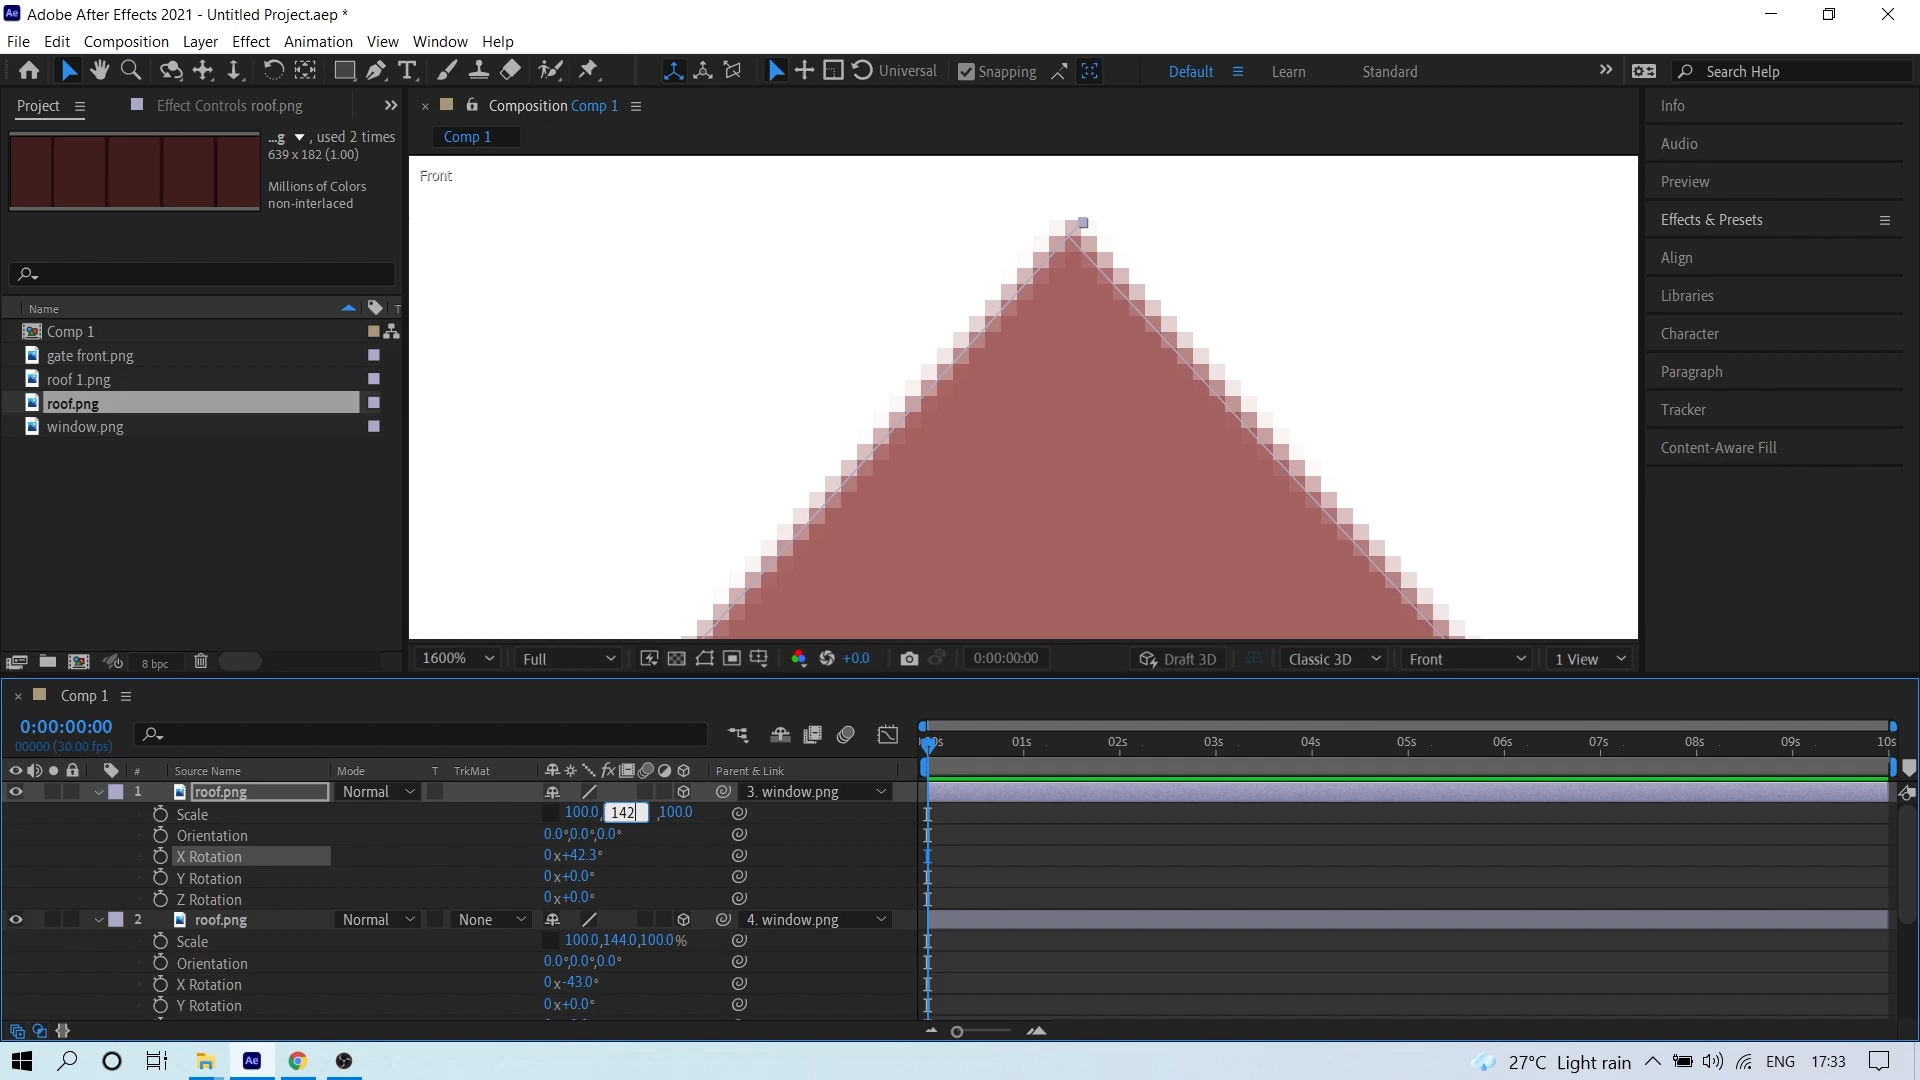 Adobe After Effects 2021 - Untitled Project.aep *
File Edit Composition Layer Effect Animation View Window Help
Universal Snapping Default Learn Standard Search Help
Project Effect Controls roof.png
...g , used 2 times
639 x 182 (1.00)
Millions of Colors
non-interlaced
Name T
Comp 1
gate front.png
roof 1.png
roof.png
window.png
8 bpc
Composition Comp 1
Comp 1
Front
1600% Full +0.0 0:00:00:00 Draft 3D Classic 3D Front 1 View
Info
Audio
Preview
Effects & Presets
Align
Libraries
Character
Paragraph
Tracker
Content-Aware Fill
Comp 1
0:00:00:00
00000 (30.00 fps)
01s 02s 03s 04s 05s 06s 07s 08s 09s 10s
# Source Name Mode T TrkMat fx Parent & Link
1 roof.png Normal 3. window.png
Scale 100.0, 142 ,100.0
Orientation 0.0°,0.0°,0.0°
X Rotation 0x+42.3°
Y Rotation 0x+0.0°
Z Rotation 0x+0.0°
2 roof.png Normal None 4. window.png
Scale 100.0,144.0,100.0%
Orientation 0.0°,0.0°,0.0°
X Rotation 0x-43.0°
Y Rotation 0x+0.0°
Ae 27°C Light rain ENG 17:33